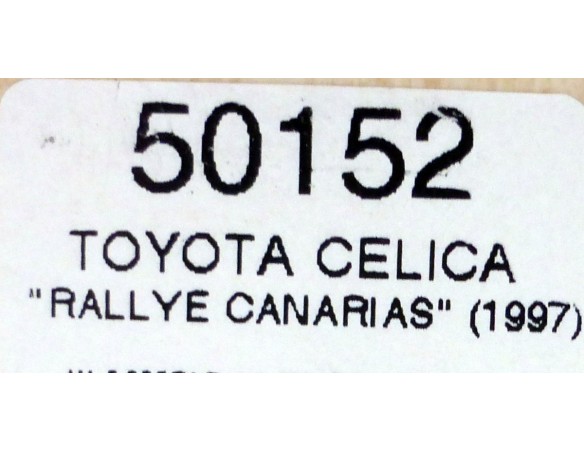 50152
TOYOTA CELICA
"RALLYE CANARIAS" (1997)